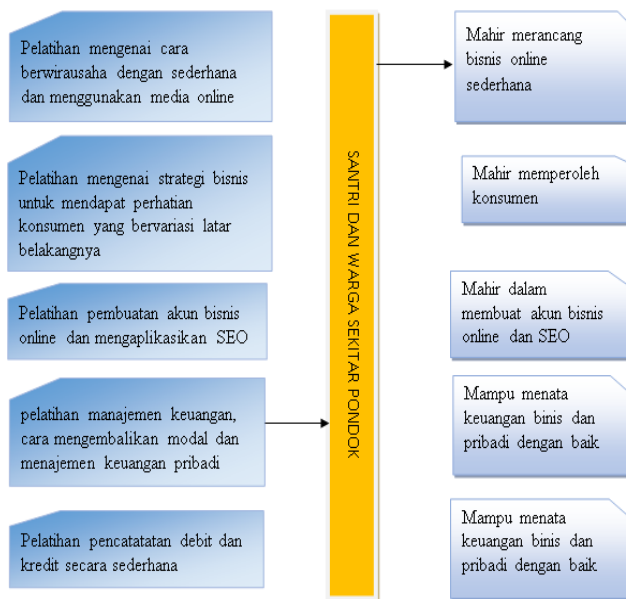 Pelatihan mengenai cara
berwirausaha dengan sederhana
dan menggunakan media online
Pelatihan mengenai strategi bisnis
untuk mendapat perhatian
konsumen yang bervariasi latar
belakangnya
Pelatihan pembuatan akun bisnis
online dan mengaplikasikan SEO
pelatihan manajemen keuangan,
cara mengembalikan modal dan
menajemen keuangan pribadi
Pelatihan pencatatatan debit dan
kredit secara sederhana
SANTRI DAN WARGA SEKITAR PONDOK
Mahir merancang
bisnis online
sederhana
Mahir memperoleh
konsumen
Mahir dalam
membuat akun bisnis
online dan SEO
Mampu menata
keuangan binis dan
pribadi dengan baik
Mampu menata
keuangan binis dan
pribadi dengan baik